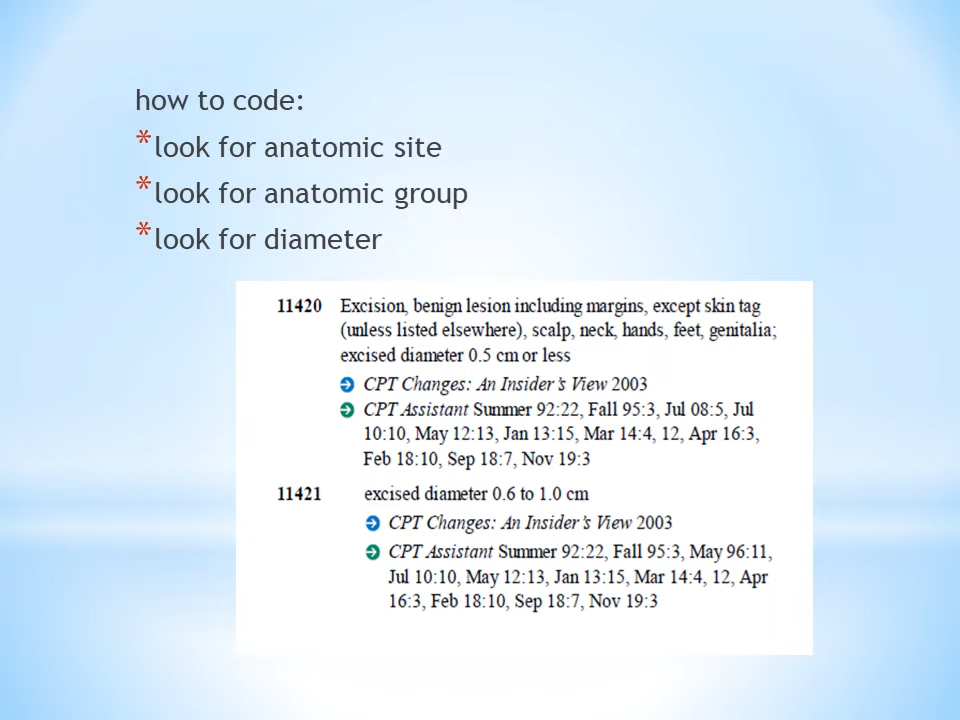 how to code:
*look for anatomic site
*look for anatomic group
*look for diameter
11420 Excision, benign lesion including margins, except skin tag
(unless listed elsewhere), scalp, neck, hands, feet, genitalia;
excised diameter 0.5 cm or less
CPT Changes: An Insider's View 2003
CPT Assistant Summer 92:22, Fall 95:3, Jul 08:5, Jul
10:10, May 12:13, Jan 13:15, Mar 14:4, 12, Apr 16:3,
Feb 18:10, Sep 18:7, Nov 19:3
11421 excised diameter 0.6 to 1.0 cm
CPT Changes: An Insider's View 2003
CPT Assistant Summer 92:22, Fall 95:3, May 96:11,
Jul 10:10, May 12:13, Jan 13:15, Mar 14:4, 12, Apr
16:3, Feb 18:10, Sep 18:7, Nov 19:3